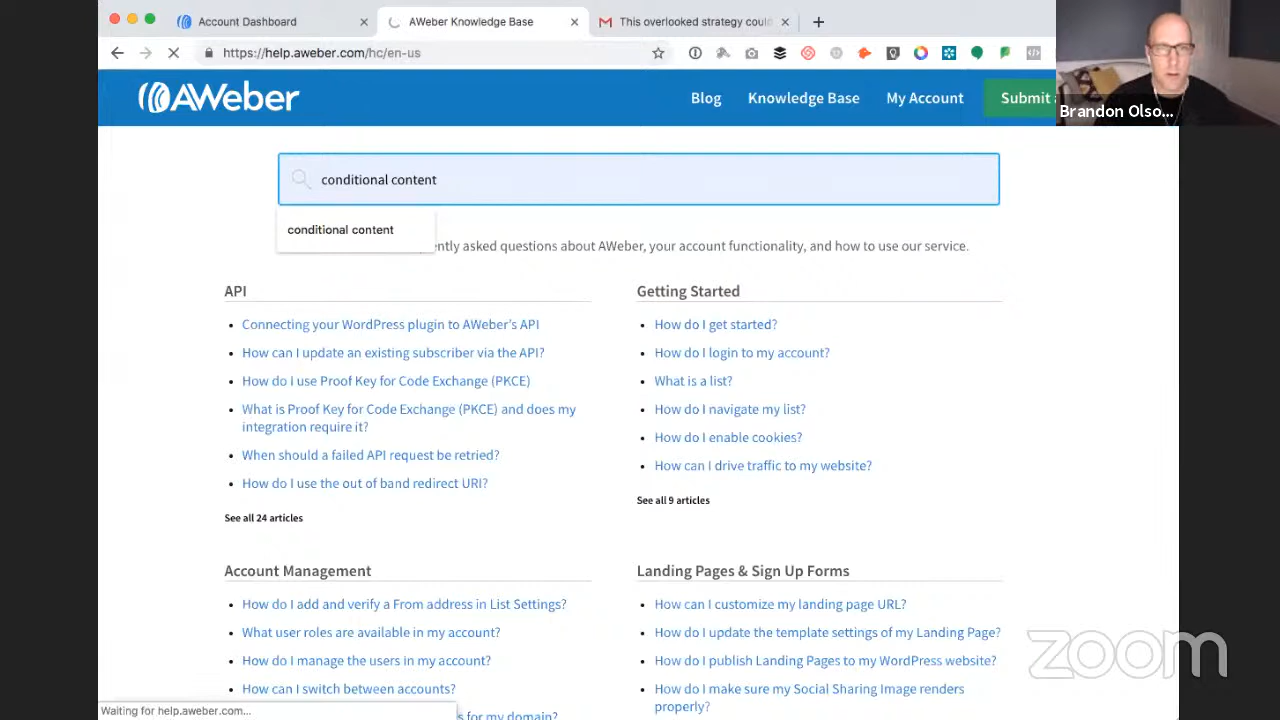 Account Dashboard
AWeber Knowledge Base
This overlooked strategy could
https://help.aweber.com/hc/en-us
AWeber
Blog
Knowledge Base
My Account
Submit
Brandon Olso...
conditional content
conditional content
ently asked questions about AWeber, your account functionality, and how to use our service.
API
Connecting your WordPress plugin to AWeber's API
How can I update an existing subscriber via the API?
How do I use Proof Key for Code Exchange (PKCE)
What is Proof Key for Code Exchange (PKCE) and does my
integration require it?
When should a failed API request be retried?
How do I use the out of band redirect URI?
See all 24 articles
Getting Started
How do I get started?
How do I login to my account?
What is a list?
How do I navigate my list?
How do I enable cookies?
How can I drive traffic to my website?
See all 9 articles
Account Management
How do I add and verify a From address in List Settings?
What user roles are available in my account?
How do I manage the users in my account?
How can I switch between accounts?
s for my domain?
Landing Pages & Sign Up Forms
How can I customize my landing page URL?
How do I update the template settings of my Landing Page?
How do I publish Landing Pages to my WordPress website?
How do I make sure my Social Sharing Image renders
properly?
Waiting for help.aweber.com...
zoom